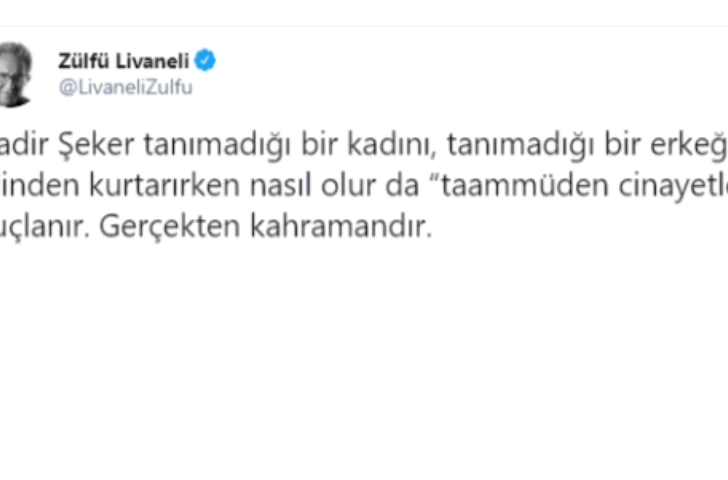 Zülfü Livaneli
@LivaneliZulfu
adir Şeker tanımadığı bir kadını, tanımadığı bir erkeğ
inden kurtarırken nasıl olur da “taammüden cinayetl
uçlanır. Gerçekten kahramandır.